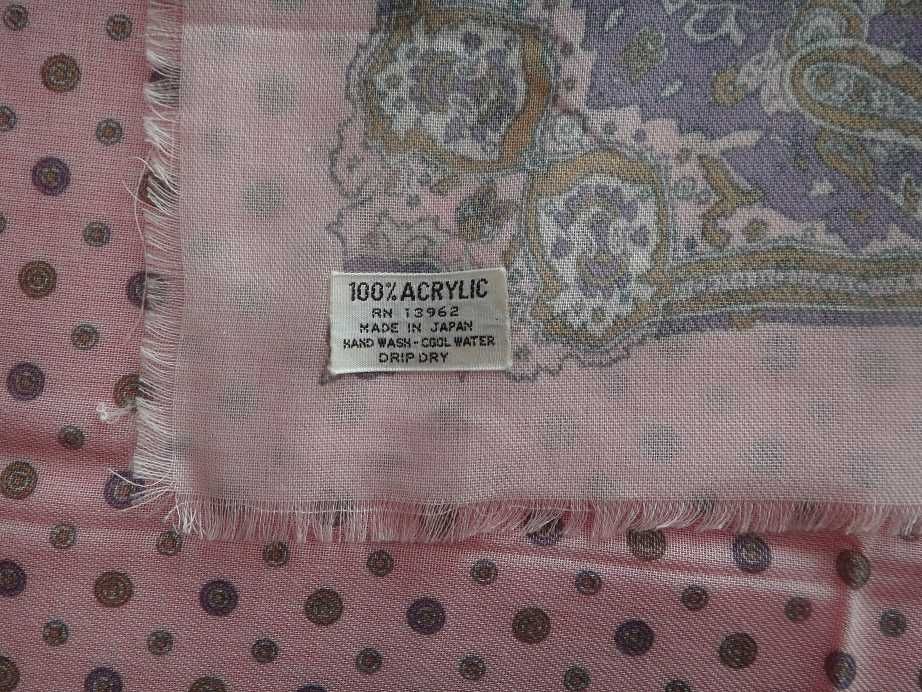 100% ACRYLIC
RN 13962
MADE IN JAPAN
HAND WASH - COOL WATER
DRIP DRY